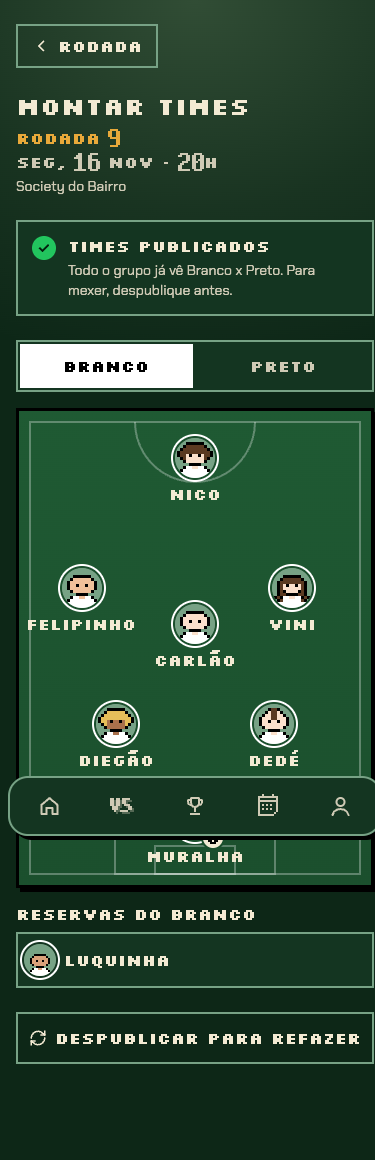 RODADA
MONTAR TIMES
RODADA 9
SEG, 16 NOV · 20H
Society do Bairro
TIMES PUBLICADOS
Todo o grupo já vê Branco x Preto. Para
mexer, despublique antes.
BRANCO PRETO
NICO
FELIPINHO
VINI
CARLÃO
DIEGÃO
DEDÉ
VS
MURALHA
RESERVAS DO BRANCO
LUQUINHA
DESPUBLICAR PARA REFAZER